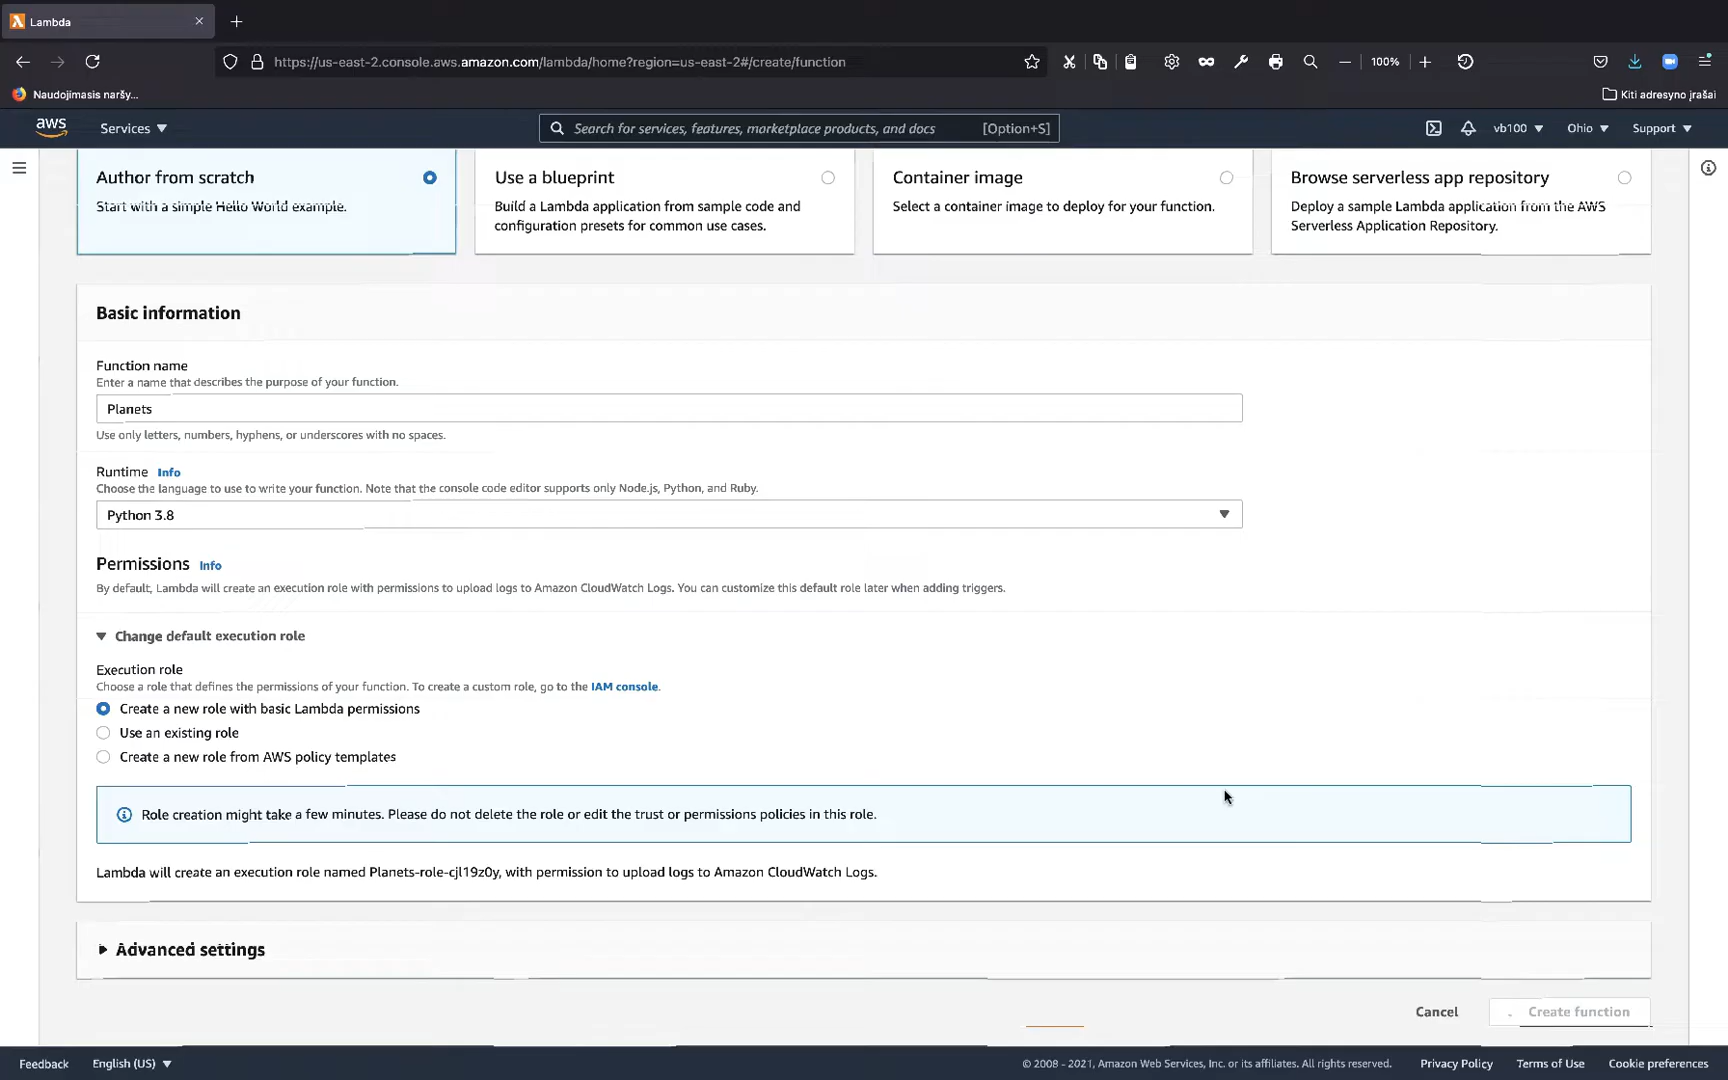 Lambda
https://us-east-2.console.aws.amazon.com/lambda/home?region=us-east-2#/create/function
100%
Naudojimasis naršy...
Kiti adresyno įrašai
aws
Services
Search for services, features, marketplace products, and docs
[Option+S]
vb100
Ohio
Support
Author from scratch
Start with a simple Hello World example.
Use a blueprint
Build a Lambda application from sample code and
configuration presets for common use cases.
Container image
Select a container image to deploy for your function.
Browse serverless app repository
Deploy a sample Lambda application from the AWS
Serverless Application Repository.
Basic information
Function name
Enter a name that describes the purpose of your function.
Planets
Use only letters, numbers, hyphens, or underscores with no spaces.
Runtime Info
Choose the language to use to write your function. Note that the console code editor supports only Node.js, Python, and Ruby.
Python 3.8
Permissions Info
By default, Lambda will create an execution role with permissions to upload logs to Amazon CloudWatch Logs. You can customize this default role later when adding triggers.
Change default execution role
Execution role
Choose a role that defines the permissions of your function. To create a custom role, go to the IAM console.
Create a new role with basic Lambda permissions
Use an existing role
Create a new role from AWS policy templates
Role creation might take a few minutes. Please do not delete the role or edit the trust or permissions policies in this role.
Lambda will create an execution role named Planets-role-cjl19z0y, with permission to upload logs to Amazon CloudWatch Logs.
Advanced settings
Cancel
Create function
Feedback
English (US)
© 2008 - 2021, Amazon Web Services, Inc. or its affiliates. All rights reserved.
Privacy Policy
Terms of Use
Cookie preferences